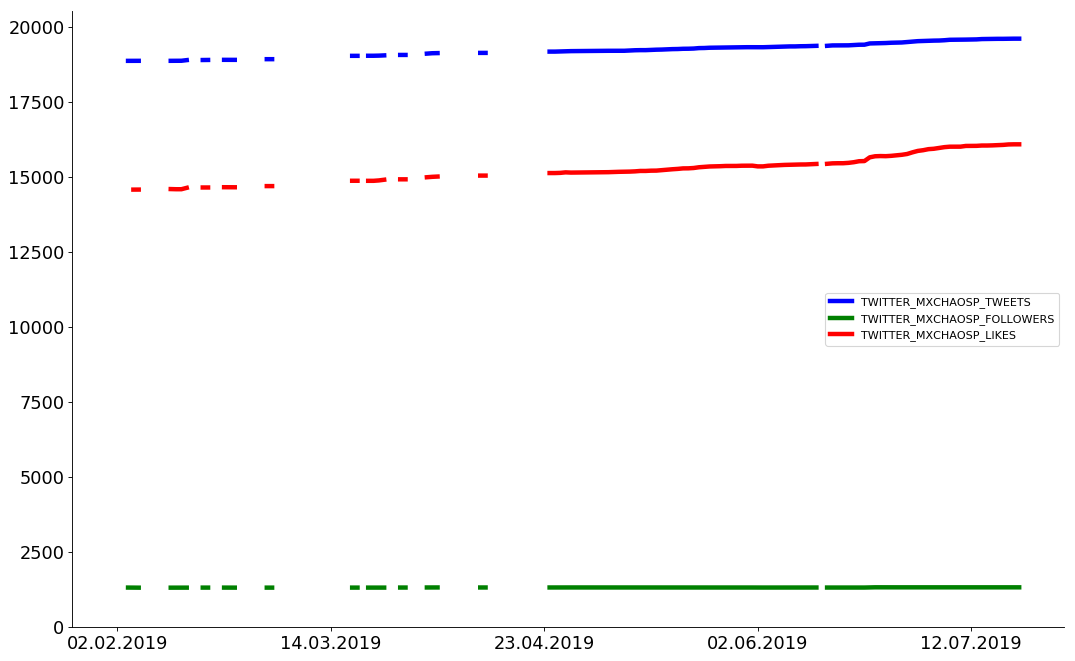 20000
17500
15000
12500
10000
7500
5000
2500
0
02.02.2019 14.03.2019 23.04.2019 02.06.2019 12.07.2019
TWITTER_MXCHAOSP_TWEETS
TWITTER_MXCHAOSP_FOLLOWERS
TWITTER_MXCHAOSP_LIKES